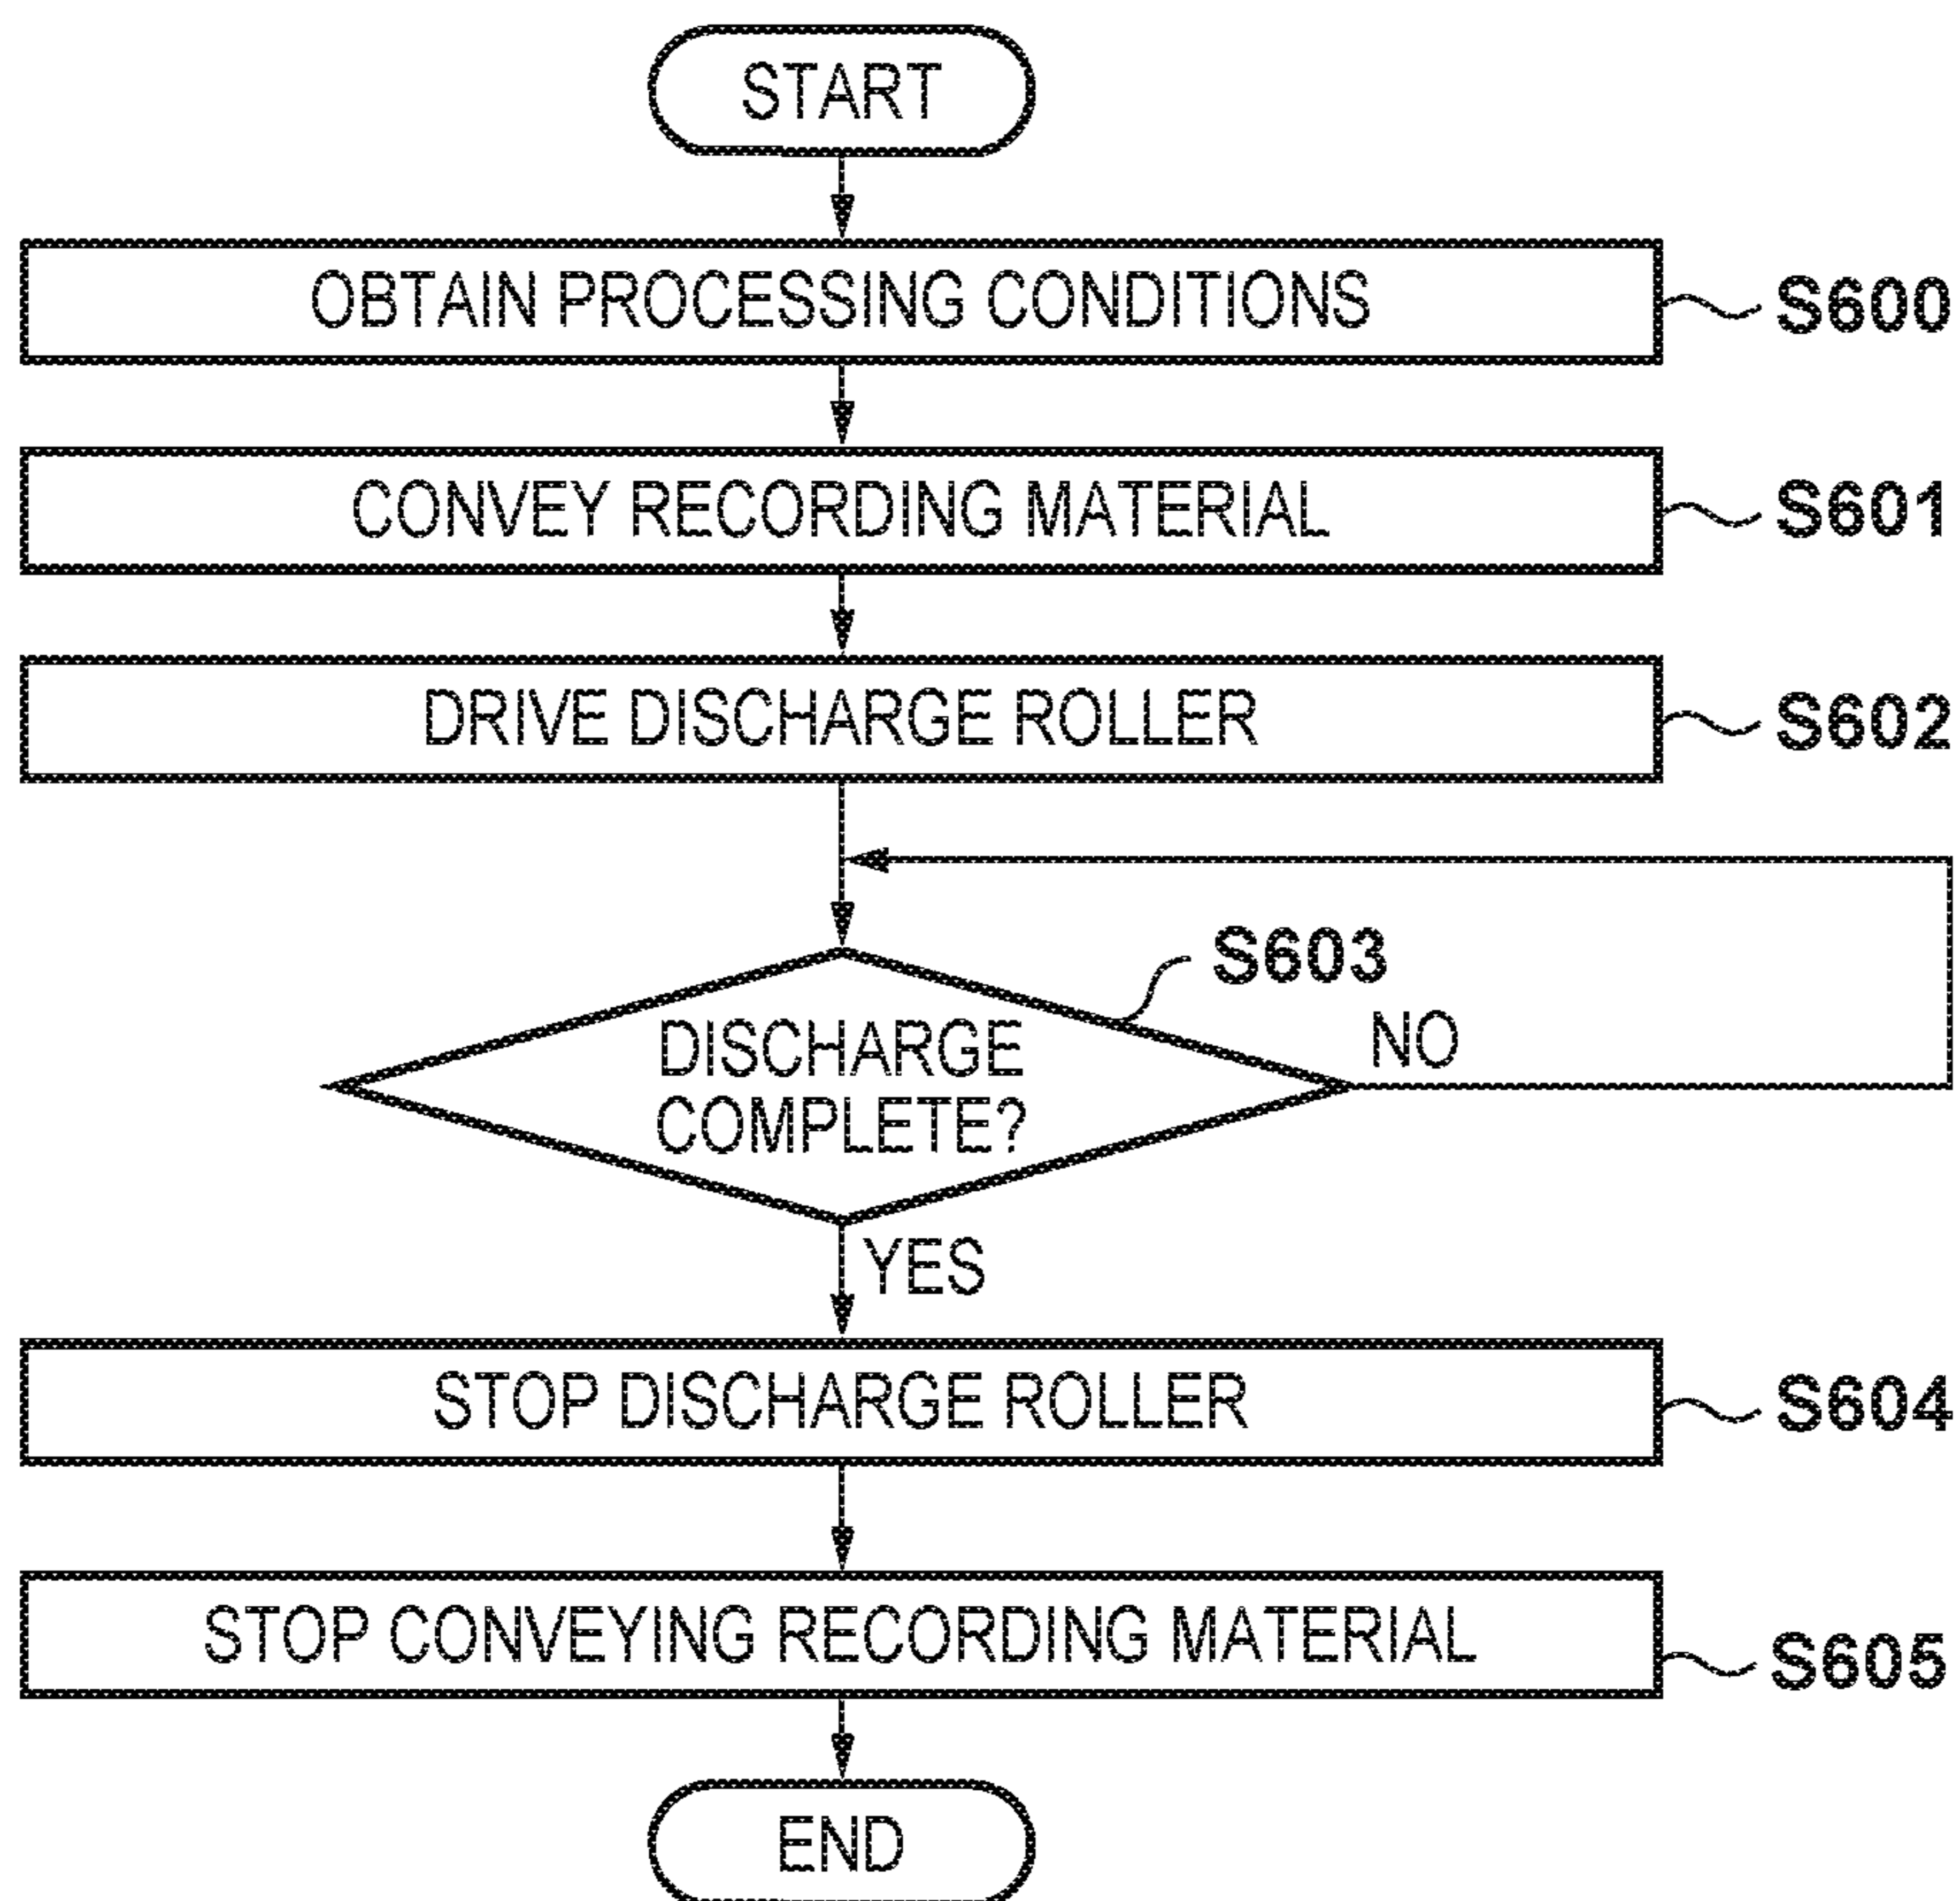 START
OBTAIN PROCESSING CONDITIONS
S600
CONVEY RECORDING MATERIAL
S601
DRIVE DISCHARGE ROLLER
S602
S603
DISCHARGE
COMPLETE?
NO
YES
STOP DISCHARGE ROLLER
S604
STOP CONVEYING RECORDING MATERIAL
S605
END